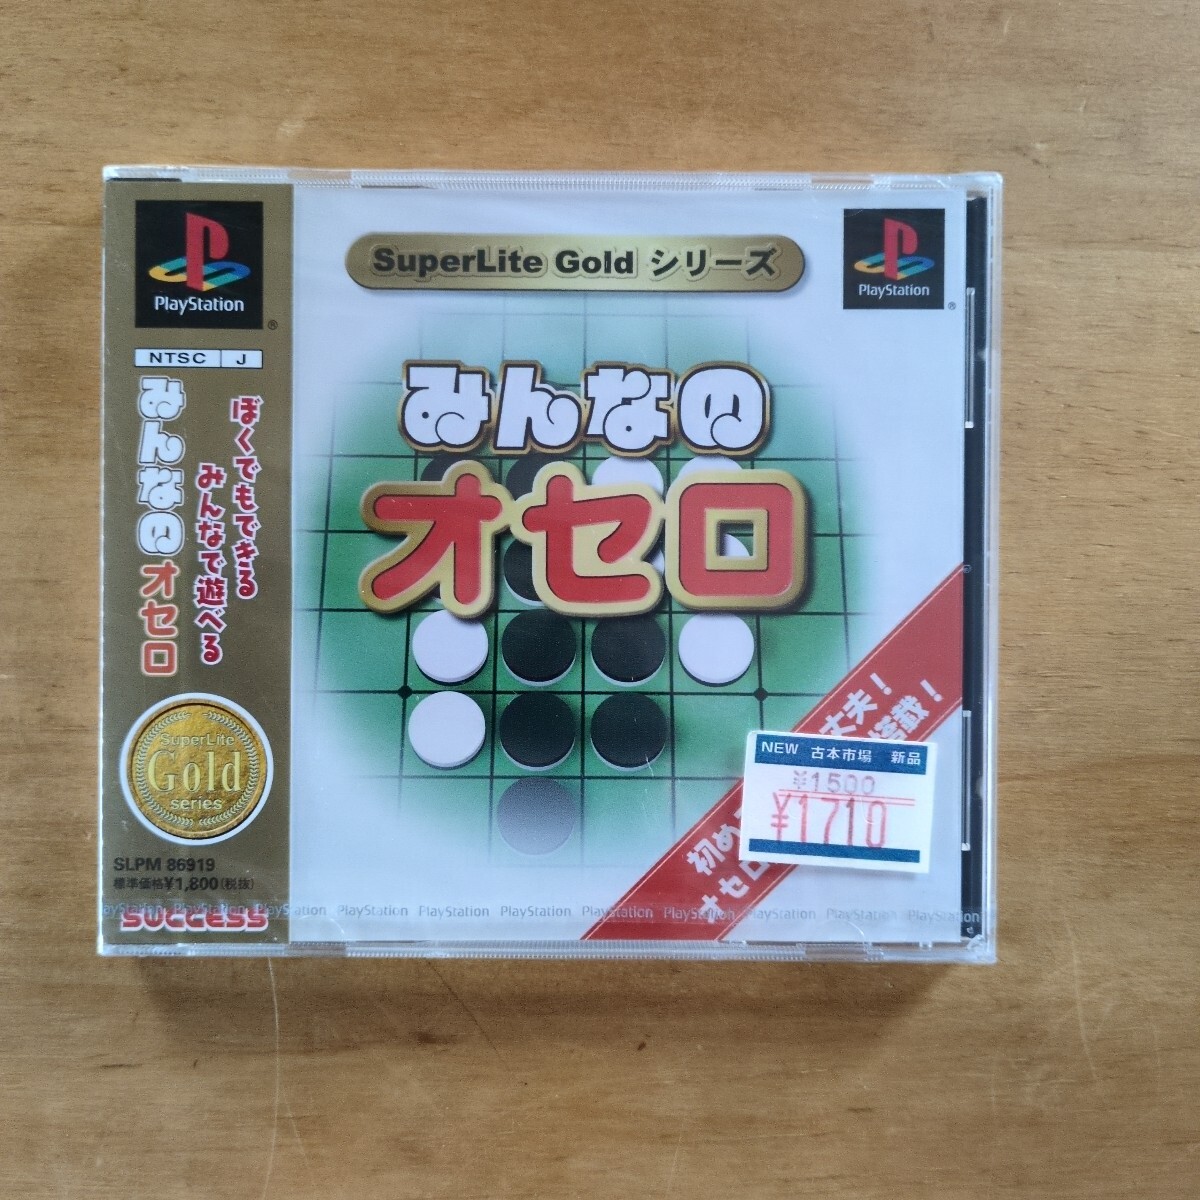 PlayStation
®
NTSC J
ぼくでもできる
みんなで遊べる
みんなのオセロ
SuperLite
Gold
series
SLPM 86919
標準価格¥1,800(税抜)
SUCCESS
SuperLite Gold シリーズ
PlayStation
®
みんなの
オセロ
丈夫!
搭載!
初め
オセロ
NEW 古本市場 新品
¥1500
¥1710
PlayStation PlayStation PlayStation PlayStation PlayStation PlayStation PlayStation PlayStation PlayStation PlayStation PlayStation